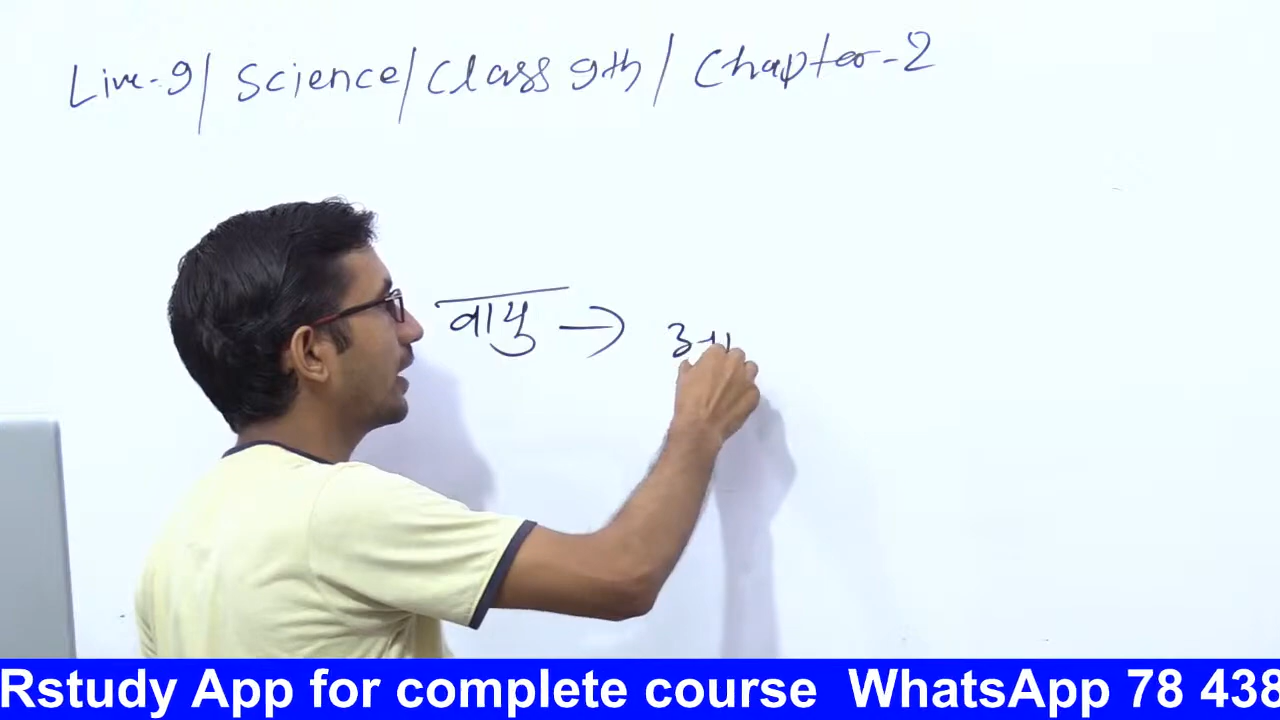 Live-9/ Science/ Class 9th/ Chapter-2
वायु →
Rstudy App for complete course WhatsApp 78 438